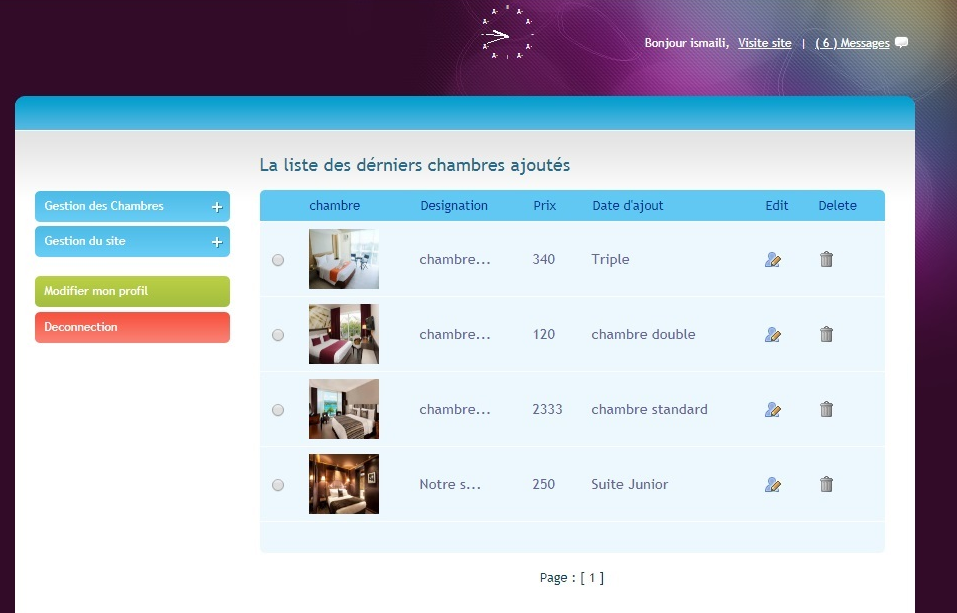 Bonjour ismaili, Visite site | ( 6 ) Messages
La liste des dérniers chambres ajoutés
Gestion des Chambres +
Gestion du site +
Modifier mon profil
Deconnection
chambre Designation Prix Date d'ajout Edit Delete
chambre... 340 Triple
chambre... 120 chambre double
chambre... 2333 chambre standard
Notre s... 250 Suite Junior
Page : [ 1 ]